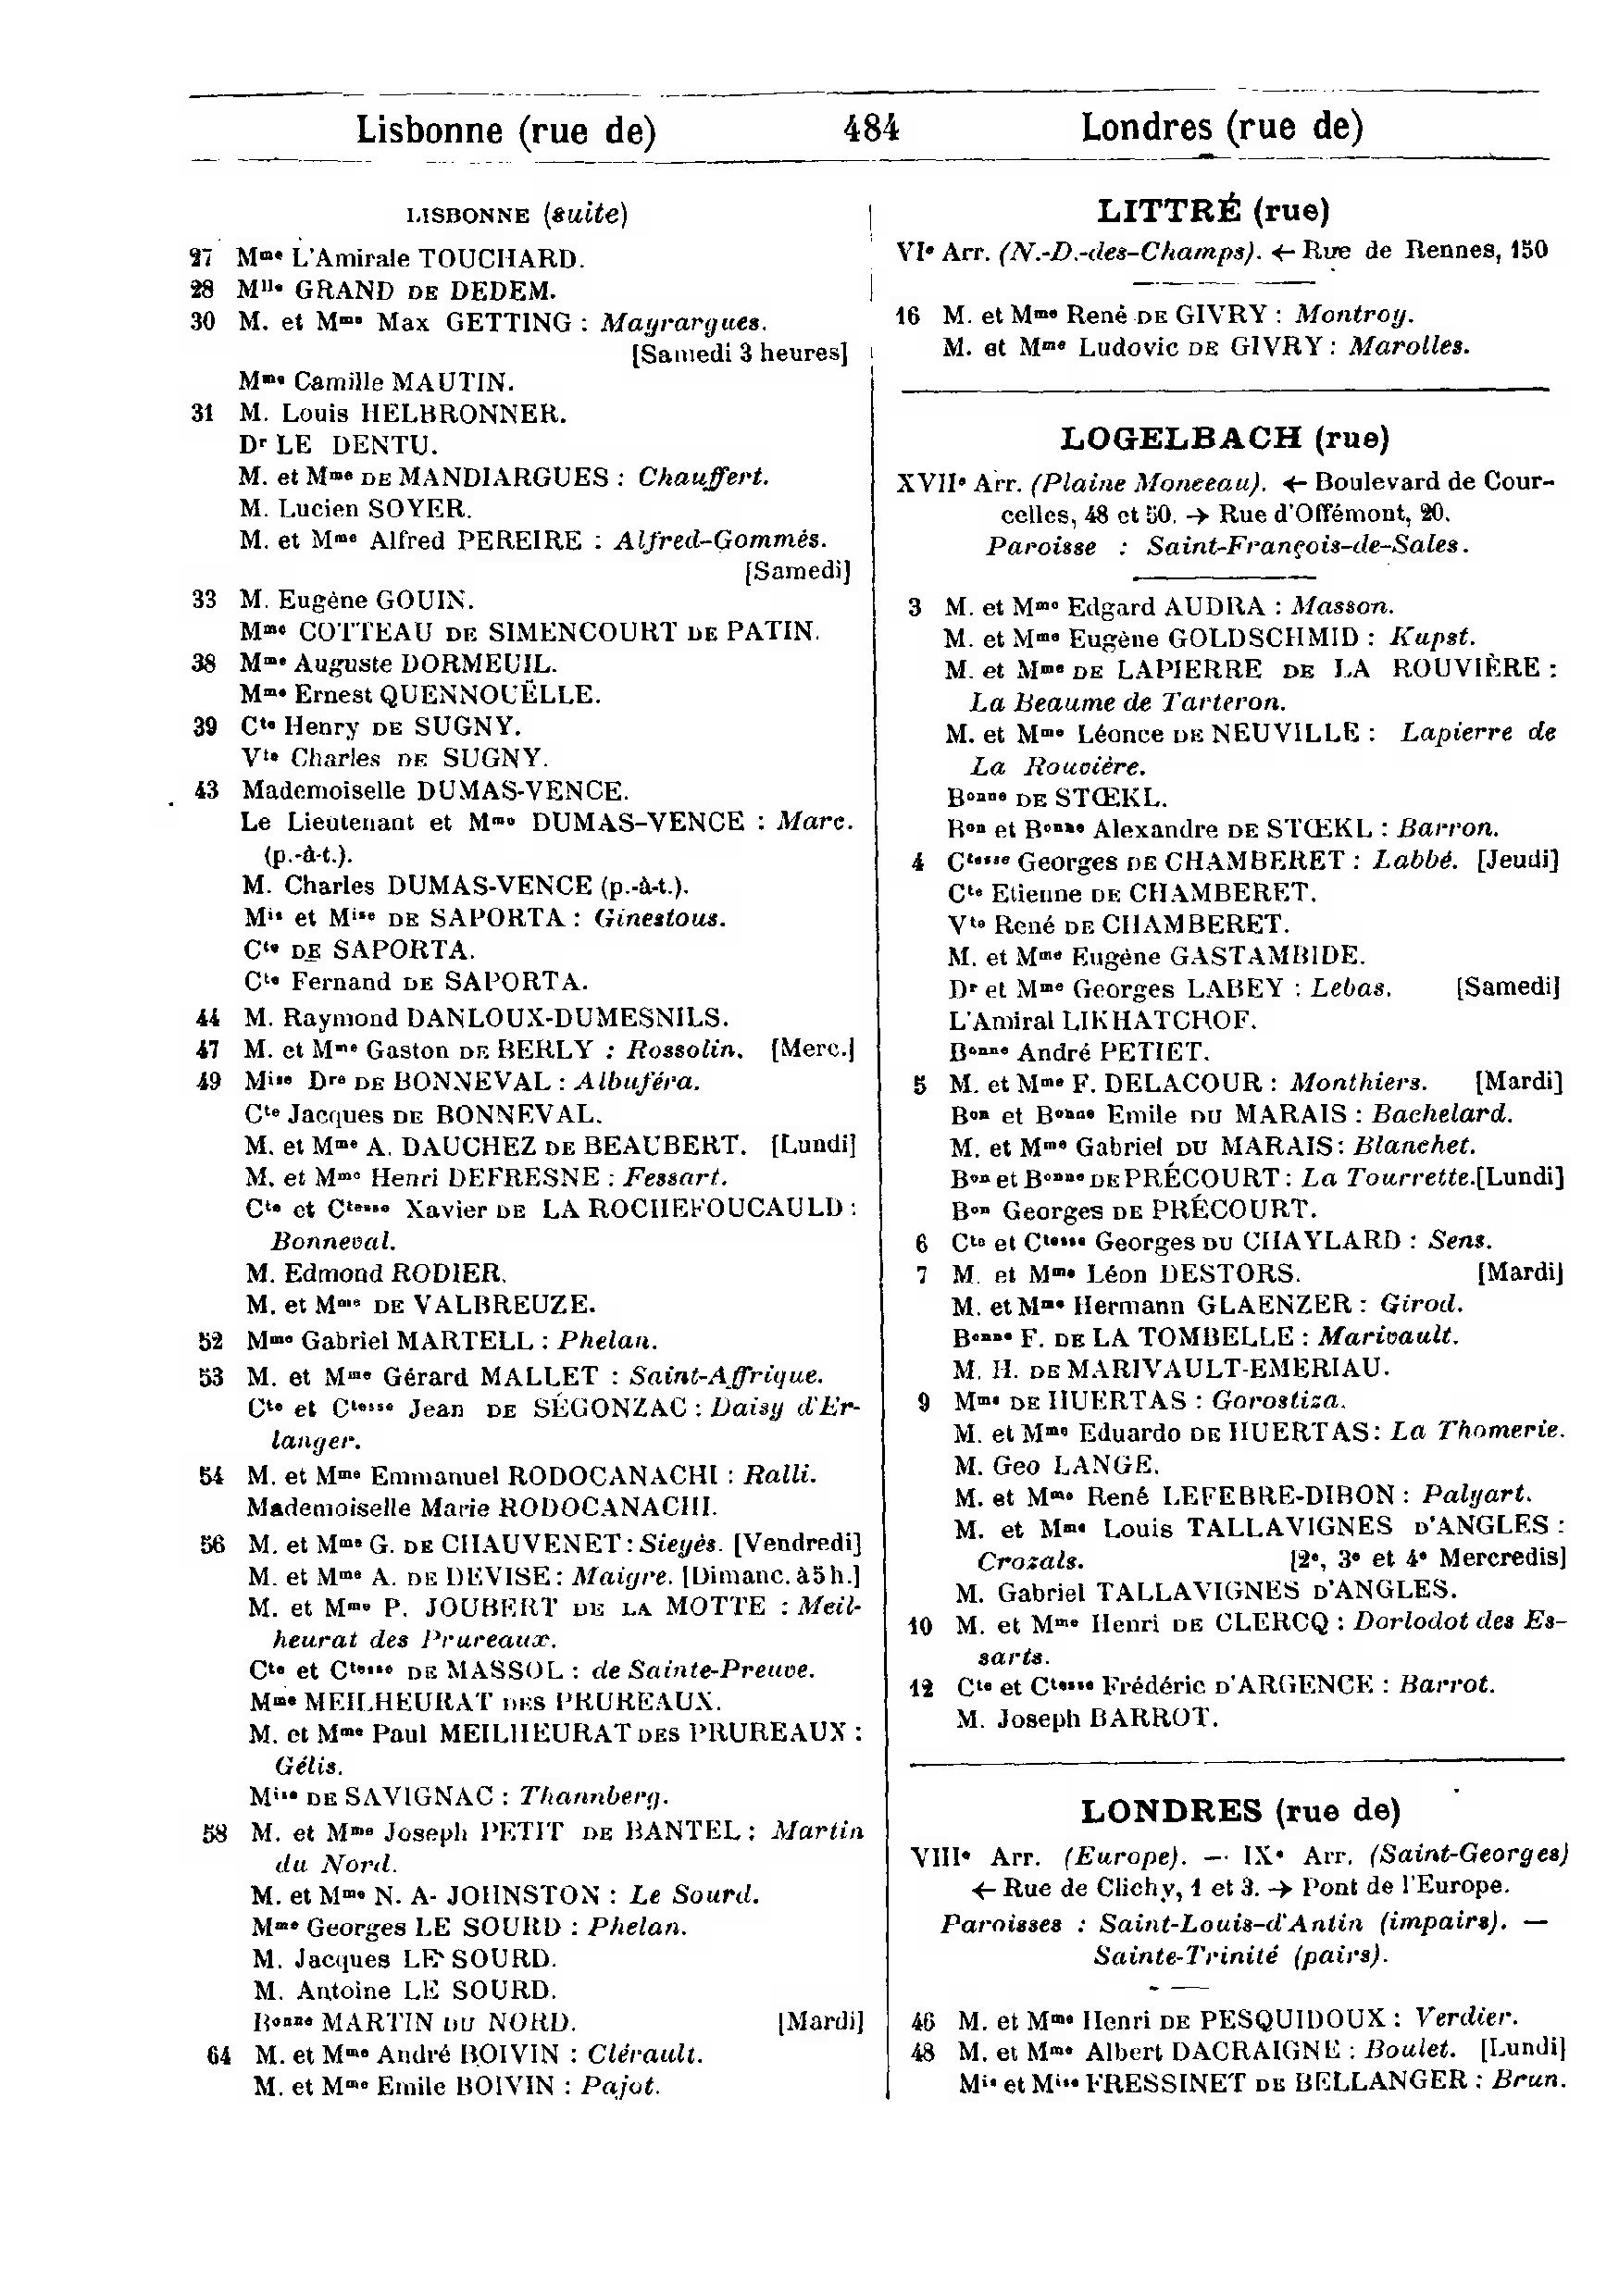 Lisbonne (rue de)
484
Londres (rue de)
LISBONNE (suite)
27 Mme L'Amirale TOUCHARD.
28 Mlle GRAND DE DEDEM.
30 M. et Mme Max GETTING : Mayrargues.
[Samedi 3 heures]
Mme Camille MAUTIN.
31 M. Louis HELBRONNER.
Dr LE DENTU.
M. et Mme DE MANDIARGUES : Chauffert.
M. Lucien SOYER.
M. et Mme Alfred PEREIRE : Alfred-Gommés.
[Samedi]
33 M. Eugène GOUIN.
Mme COTTEAU DE SIMENCOURT DE PATIN.
38 Mme Auguste DORMEUIL.
Mme Ernest QUENNOUËLLE.
39 Cte Henry DE SUGNY.
Vte Charles DE SUGNY.
43 Mademoiselle DUMAS-VENCE.
Le Lieutenant et Mme DUMAS-VENCE : Marc.
(p.-à-t.).
M. Charles DUMAS-VENCE (p.-à-t.).
Mis et Mise DE SAPORTA : Ginestous.
Cte DE SAPORTA.
Cte Fernand DE SAPORTA.
44 M. Raymond DANLOUX-DUMESNILS.
47 M. et Mme Gaston DE BERLY : Rossolin. [Merc.]
49 Mise Dre DE BONNEVAL : Albuféra.
Cte Jacques DE BONNEVAL.
M. et Mme A. DAUCHEZ DE BEAUBERT. [Lundi]
M. et Mme Henri DEFRESNE : Fessart.
Cte et Ctesse Xavier DE LA ROCHEFOUCAULD :
Bonneval.
M. Edmond RODIER.
M. et Mme DE VALBREUZE.
52 Mme Gabriel MARTELL : Phelan.
53 M. et Mme Gérard MALLET : Saint-Affrique.
Cte et Ctesse Jean DE SÉGONZAC : Daisy d'Er-
langer.
54 M. et Mme Emmanuel RODOCANACHI : Ralli.
Mademoiselle Marie RODOCANACHI.
56 M. et Mme G. DE CHAUVENET : Sieyès. [Vendredi]
M. et Mme A. DE DEVISE : Maigre. [Dimanc. à 5 h.]
M. et Mme P. JOUBERT DE LA MOTTE : Meil-
heurat des Prureaux.
Cte et Ctesse DE MASSOL : de Sainte-Preuve.
Mme MEILHEURAT DES PRUREAUX.
M. et Mme Paul MEILHEURAT DES PRUREAUX :
Gélis.
Mise DE SAVIGNAC : Thannberg.
58 M. et Mme Joseph PETIT DE BANTEL : Martin
du Nord.
M. et Mme N. A- JOHNSTON : Le Sourd.
Mme Georges LE SOURD : Phelan.
M. Jacques LE SOURD.
M. Antoine LE SOURD.
Bonne MARTIN DU NORD. [Mardi]
64 M. et Mme André BOIVIN : Clérault.
M. et Mme Emile BOIVIN : Pajot.
LITTRÉ (rue)
VIe Arr. (N.-D.-des-Champs). ← Rue de Rennes, 150
16 M. et Mme René DE GIVRY : Montroy.
M. et Mme Ludovic DE GIVRY : Marolles.
LOGELBACH (rue)
XVIIe Arr. (Plaine Monceau). ← Boulevard de Cour-
celles, 48 et 50. → Rue d'Offémont, 20.
Paroisse : Saint-François-de-Sales.
3 M. et Mme Edgard AUDRA : Masson.
M. et Mme Eugène GOLDSCHMID : Kapst.
M. et Mme DE LAPIERRE DE LA ROUVIÈRE :
La Beaume de Tarteron.
M. et Mme Léonce DE NEUVILLE : Lapierre de
La Rouvière.
Bonne DE STŒKL.
Bon et Bonne Alexandre DE STŒKL : Barron.
4 Ctesse Georges DE CHAMBERET : Labbé. [Jeudi]
Cte Etienne DE CHAMBERET.
Vte René DE CHAMBERET.
M. et Mme Eugène GASTAMBIDE.
Dr et Mme Georges LABEY : Lebas. [Samedi]
L'Amiral LIKHATCHOF.
Bonne André PETIET.
5 M. et Mme F. DELACOUR : Monthiers. [Mardi]
Bon et Bonne Emile DU MARAIS : Bachelard.
M. et Mme Gabriel DU MARAIS : Blanchet.
Bon et Bonne DE PRÉCOURT : La Tourrette. [Lundi]
Bon Georges DE PRÉCOURT.
6 Cte et Ctesse Georges DU CHAYLARD : Sens.
7 M. et Mme Léon DESTORS. [Mardi]
M. et Mme Hermann GLAENZER : Girod.
Bonne F. DE LA TOMBELLE : Marivault.
M. H. DE MARIVAULT-EMERIAU.
9 Mme DE HUERTAS : Gorostiza.
M. et Mme Eduardo DE HUERTAS : La Thomerie.
M. Geo LANGE.
M. et Mme René LEFEBRE-DIBON : Palyart.
M. et Mme Louis TALLAVIGNES D'ANGLES :
Crozals. [2e, 3e et 4e Mercredis]
M. Gabriel TALLAVIGNES D'ANGLES.
10 M. et Mme Henri DE CLERCQ : Dorlodot des Es-
sarts.
12 Cte et Ctesse Frédéric D'ARGENCE : Barrot.
M. Joseph BARROT.
LONDRES (rue de)
VIIIe Arr. (Europe). — IXe Arr. (Saint-Georges)
← Rue de Clichy, 1 et 3. → Pont de l'Europe.
Paroisses : Saint-Louis-d'Antin (impairs). —
Sainte-Trinité (pairs).
46 M. et Mme Henri DE PESQUIDOUX : Verdier.
48 M. et Mme Albert DACRAIGNE : Boulet. [Lundi]
Mis et Mise FRESSINET DE BELLANGER : Brun.